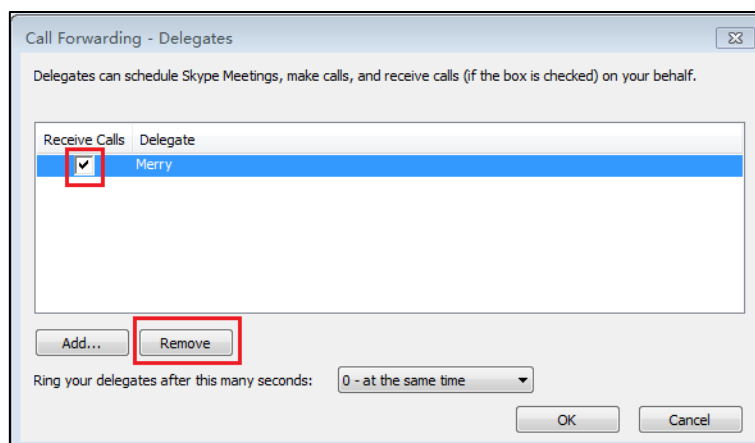 Call Forwarding - Delegates
Delegates can schedule Skype Meetings, make calls, and receive calls (if the box is checked) on your behalf.
Receive Calls Delegate
Merry
Add... Remove
Ring your delegates after this many seconds: 0 - at the same time
OK Cancel